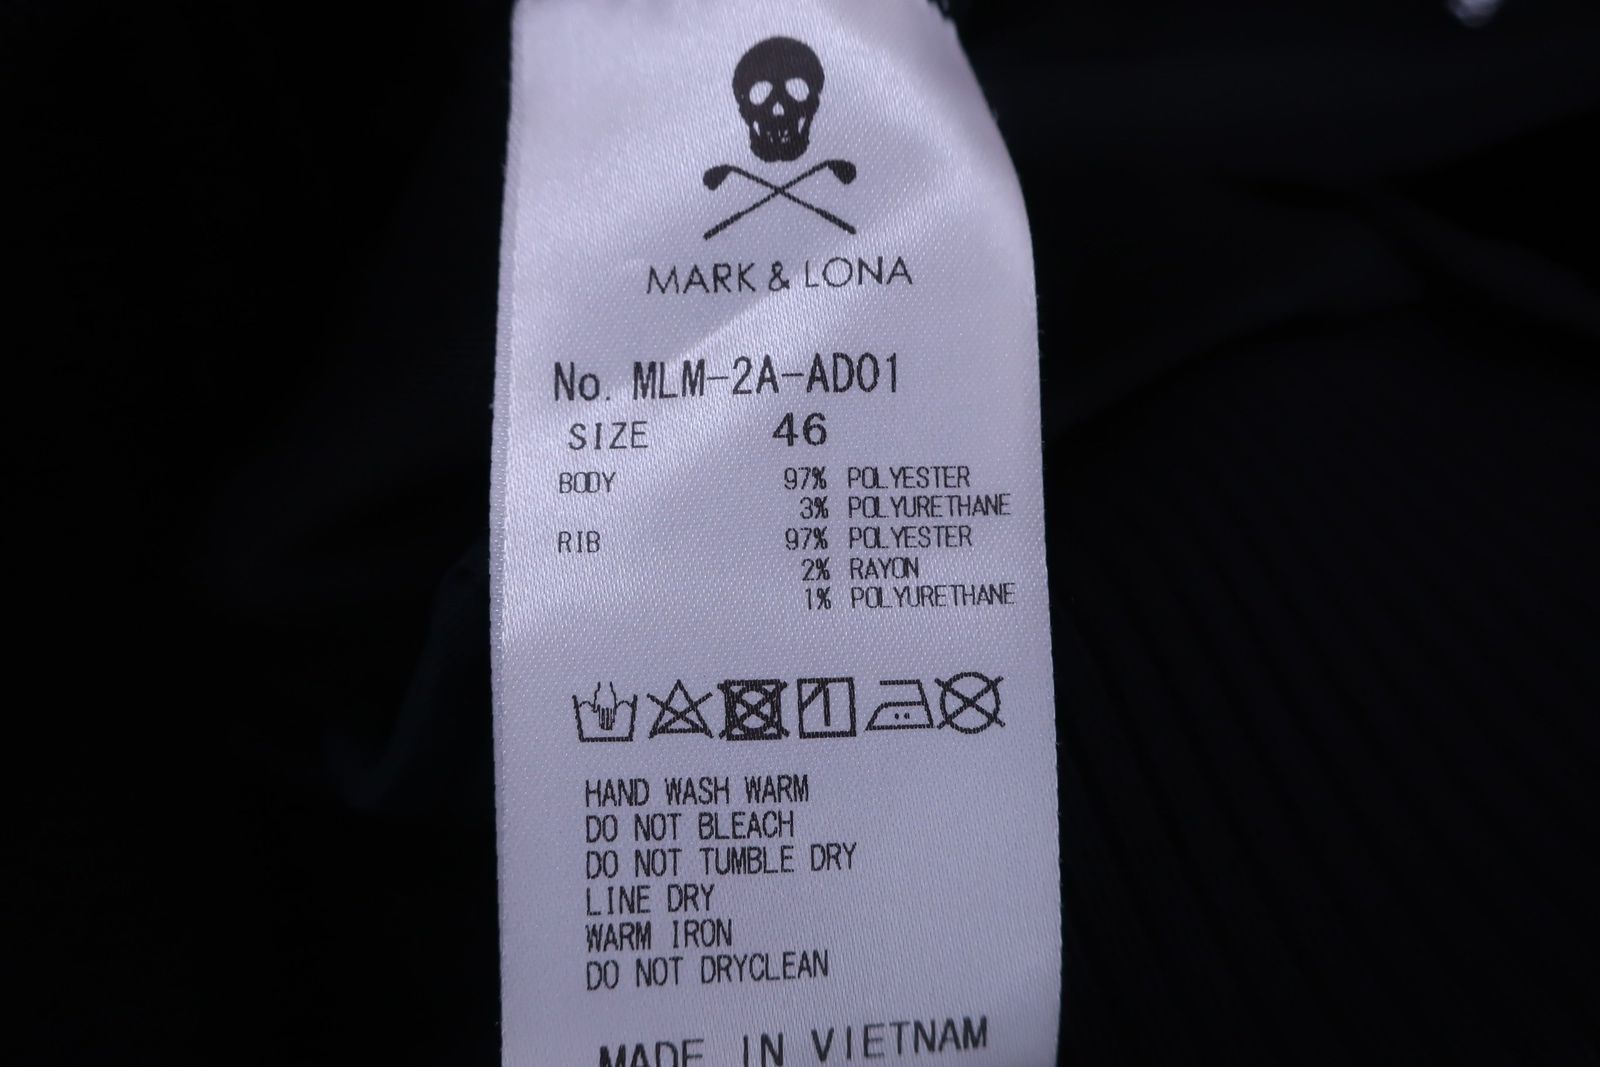 MARK & LONA
No. MLM-2A-AD01
SIZE 46
BODY 97% POLYESTER
3% POLYURETHANE
RIB 97% POLYESTER
2% RAYON
1% POLYURETHANE
HAND WASH WARM
DO NOT BLEACH
DO NOT TUMBLE DRY
LINE DRY
WARM IRON
DO NOT DRYCLEAN
MADE IN VIETNAM